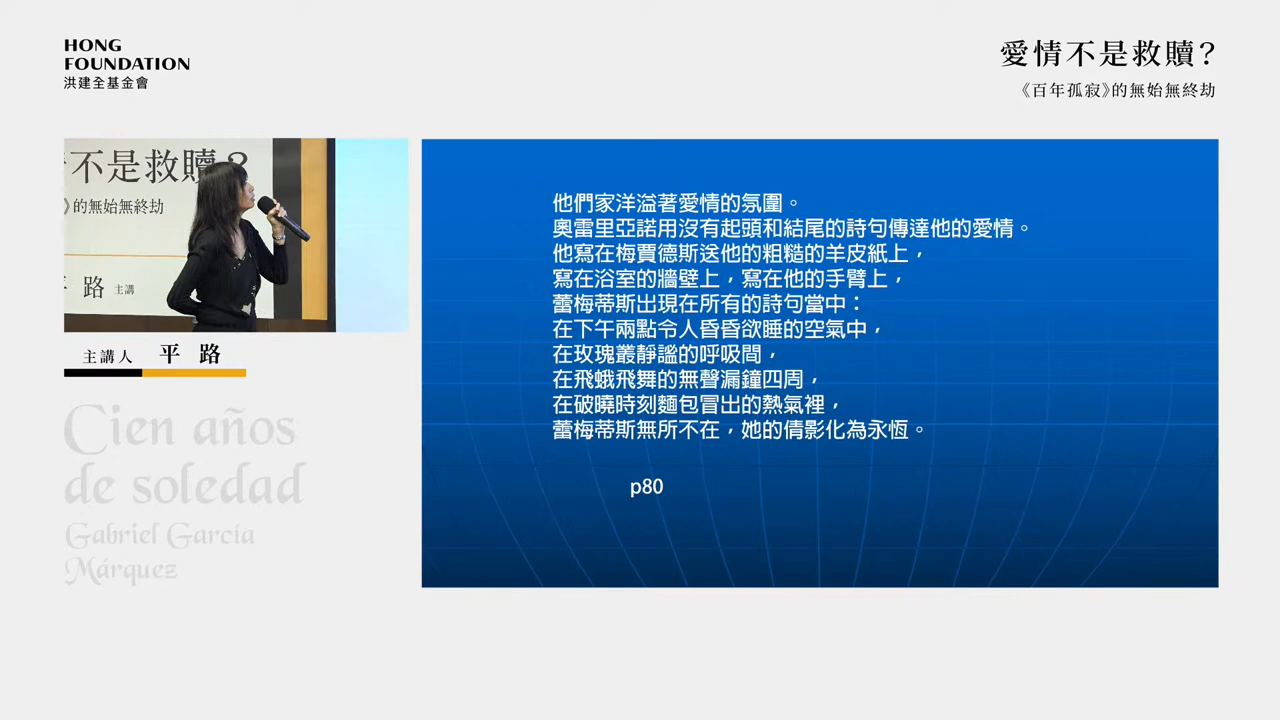 HONG
FOUNDATION
洪建全基金會
愛情不是救贖？
《百年孤寂》的無始無終劫
不是救贖？
》的無始無終劫
平 路 主講
主講人 平 路
Cien años
de soledad
Gabriel García
Márquez
他們家洋溢著愛情的氛圍。
奧雷里亞諾用沒有起頭和結尾的詩句傳達他的愛情。
他寫在梅賈德斯送他的粗糙的羊皮紙上，
寫在浴室的牆壁上，寫在他的手臂上，
蕾梅蒂斯出現在所有的詩句當中：
在下午兩點令人昏昏欲睡的空氣中，
在玫瑰叢靜謐的呼吸間，
在飛蛾飛舞的無聲漏鐘四周，
在破曉時刻麵包冒出的熱氣裡，
蕾梅蒂斯無所不在，她的倩影化為永恆。
p80